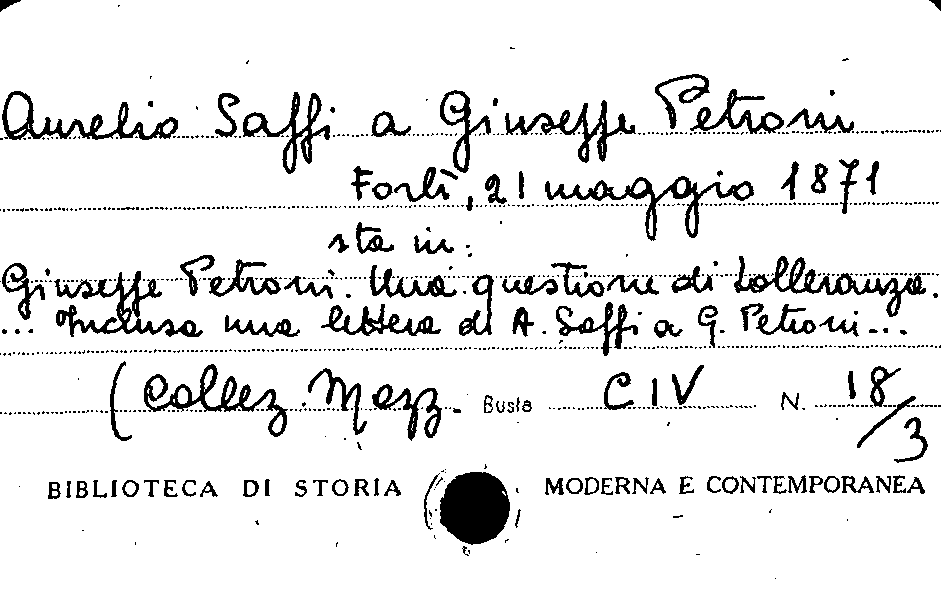 Aurelio Saffi a Giuseppe Petroni
Forlì, 21 maggio 1871
sta in:
Giuseppe Petroni. Una questione di tolleranza.
... Inclusa una lettera di A. Saffi a G. Petroni...
(Collez. Mazz. Busta CIV N. 18/3
BIBLIOTECA DI STORIA MODERNA E CONTEMPORANEA